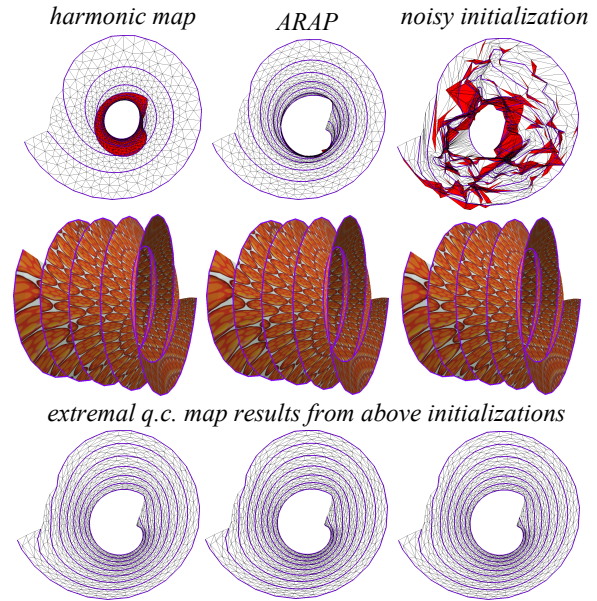 harmonic map
ARAP
noisy initialization
extremal q.c. map results from above initializations